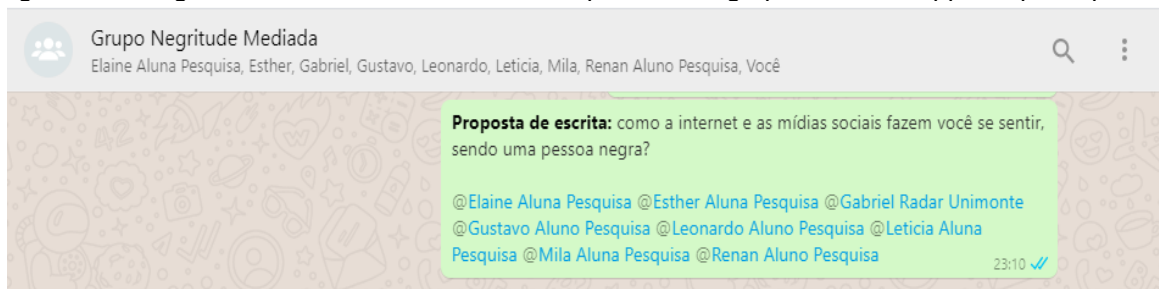 Grupo Negritude Mediada
Elaine Aluna Pesquisa, Esther, Gabriel, Gustavo, Leonardo, Leticia, Mila, Renan Aluno Pesquisa, Você
Proposta de escrita: como a internet e as mídias sociais fazem você se sentir,
sendo uma pessoa negra?
@Elaine Aluna Pesquisa @Esther Aluna Pesquisa @Gabriel Radar Unimonte
@Gustavo Aluno Pesquisa @Leonardo Aluno Pesquisa @Leticia Aluna
Pesquisa @Mila Aluna Pesquisa @Renan Aluno Pesquisa
23:10